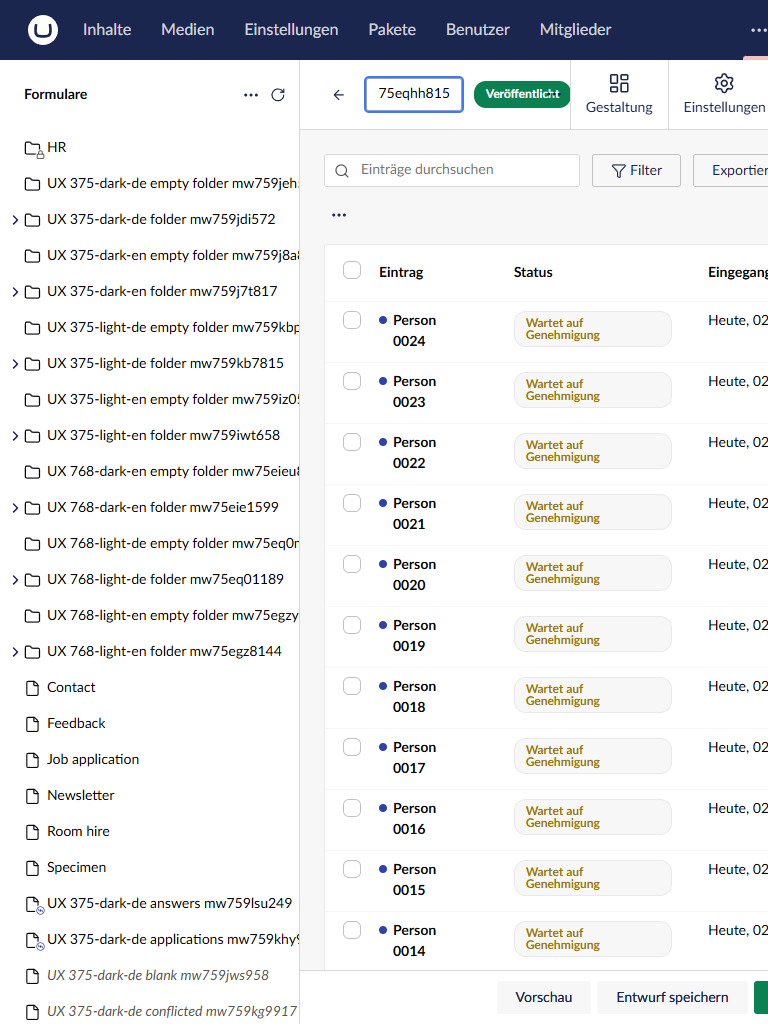 Inhalte Medien Einstellungen Pakete Benutzer Mitglieder
Formulare
HR
UX 375-dark-de empty folder
UX 375-dark-de folder mw759jdi572
UX 375-dark-en empty folder
UX 375-dark-en folder mw759j7t817
UX 375-light-de empty folder
UX 375-light-de folder mw759kb7815
UX 375-light-en empty folder
UX 375-light-en folder mw759iwt658
UX 768-dark-en empty folder
UX 768-dark-en folder mw75eie1599
UX 768-light-de empty folder
UX 768-light-de folder mw75eq01189
UX 768-light-en empty folder
UX 768-light-en folder mw75egz8144
Contact
Feedback
Job application
Newsletter
Room hire
Specimen
UX 375-dark-de answers mw759lsu249
UX 375-dark-de applications
UX 375-dark-de blank mw759jws958
UX 375-dark-de conflicted mw759kg9917
75eqhh815
Veröffentlicht
Gestaltung
Einstellungen
Einträge durchsuchen
Filter
Exportieren
Eintrag Status
Person Wartet auf Heute, 02
0024 Genehmigung
Person Wartet auf Heute, 02
0023 Genehmigung
Person Wartet auf Heute, 02
0022 Genehmigung
Person Wartet auf Heute, 02
0021 Genehmigung
Person Wartet auf Heute, 02
0020 Genehmigung
Person Wartet auf Heute, 02
0019 Genehmigung
Person Wartet auf Heute, 02
0018 Genehmigung
Person Wartet auf Heute, 02
0017 Genehmigung
Person Wartet auf Heute, 02
0016 Genehmigung
Person Wartet auf Heute, 02
0015 Genehmigung
Person Wartet auf Heute, 02
0014 Genehmigung
Vorschau
Entwurf speichern